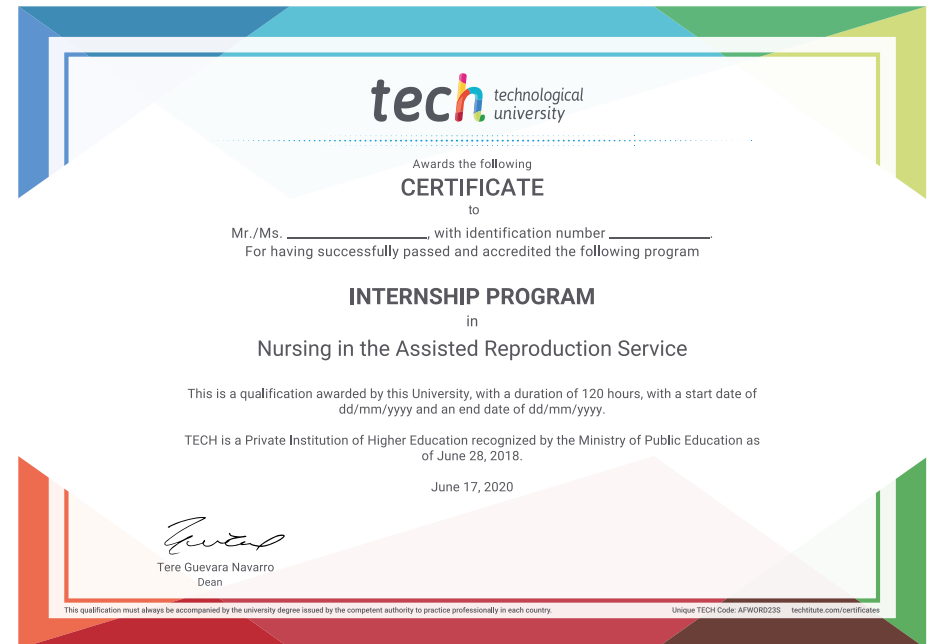 tech technological
university
Awards the following
CERTIFICATE
to
Mr./Ms. ____________________, with identification number ______________.
For having successfully passed and accredited the following program
INTERNSHIP PROGRAM
in
Nursing in the Assisted Reproduction Service
This is a qualification awarded by this University, with a duration of 120 hours, with a start date of
dd/mm/yyyy and an end date of dd/mm/yyyy.
TECH is a Private Institution of Higher Education recognized by the Ministry of Public Education as
of June 28, 2018.
June 17, 2020
Tere Guevara Navarro
Dean
This qualification must always be accompanied by the university degree issued by the competent authority to practice professionally in each country.
Unique TECH Code: AFWORD23S techtitute.com/certificates